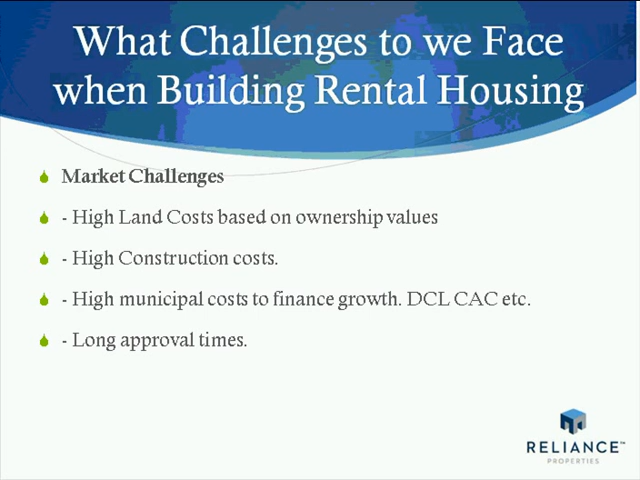 What Challenges to we Face
when Building Rental Housing
Market Challenges
- High Land Costs based on ownership values
- High Construction costs.
- High municipal costs to finance growth. DCL CAC etc.
- Long approval times.
RELIANCE™
PROPERTIES